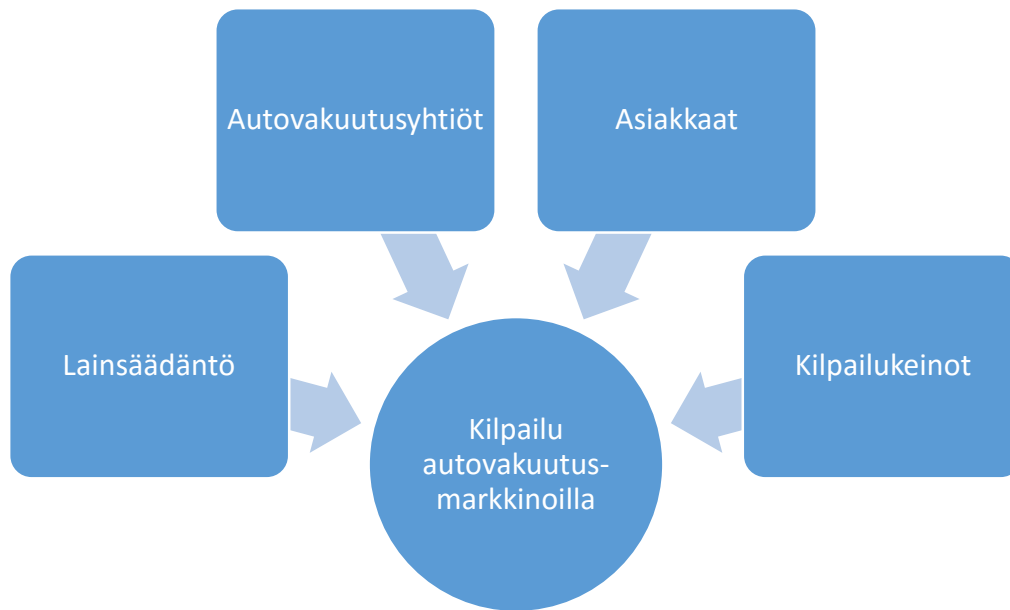 Autovakuutusyhtiöt
Asiakkaat
Lainsäädäntö
Kilpailukeinot
Kilpailu
autovakuutus-
markkinoilla